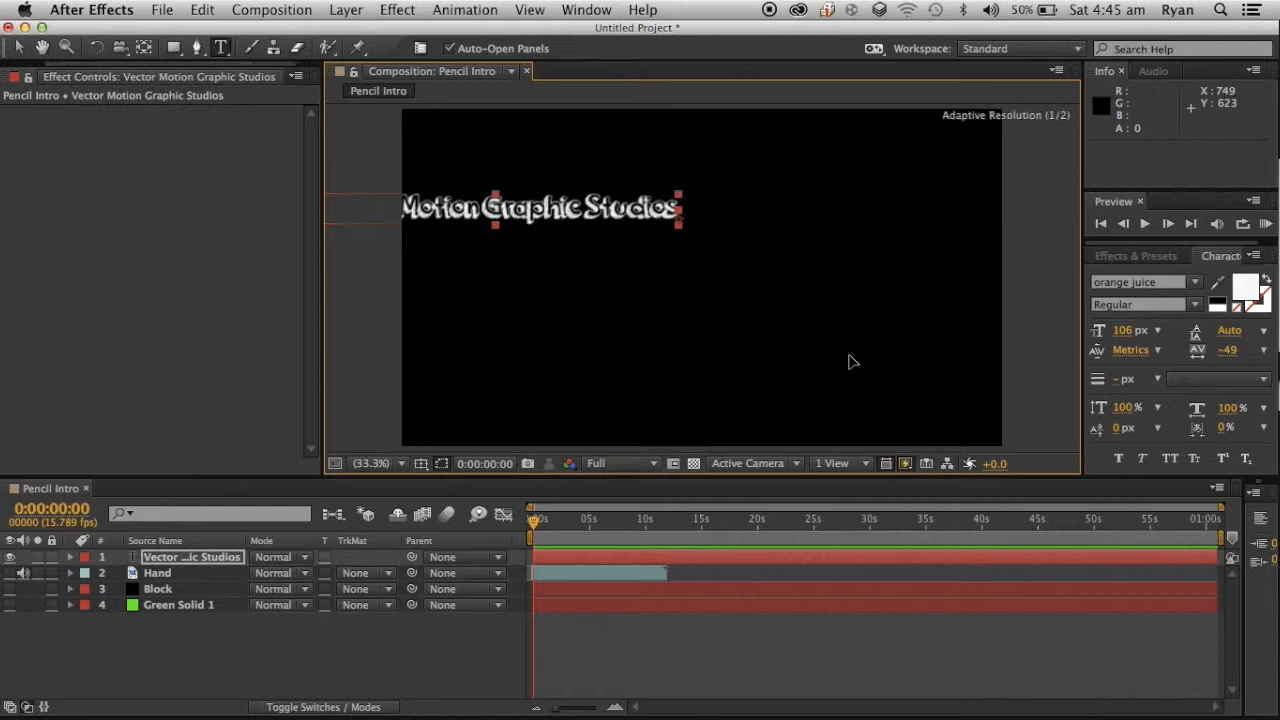 After Effects File Edit Composition Layer Effect Animation View Window Help 50% Sat 4:45 am Ryan
Untitled Project *
T Auto-Open Panels Workspace: Standard Search Help
Effect Controls: Vector Motion Graphic Studios Composition: Pencil Intro Info Audio
Pencil Intro • Vector Motion Graphic Studios Pencil Intro
R: X: 749
G: Y: 623
B:
A: 0
Adaptive Resolution (1/2)
Motion Graphic Studios
Preview
Effects & Presets Charact
orange juice
Regular
106 px Auto
Metrics -49
- px
100% 100%
0 px 0%
T T TT Tr T¹ T₁
(33.3%) 0:00:00:00 Full Active Camera 1 View +0.0
Pencil Intro
0:00:00:00
00000 (15.789 fps)
:00s 05s 10s 15s 20s 25s 30s 35s 40s 45s 50s 55s 01:00s
# Source Name Mode T TrkMat Parent
1 T Vector ...ic Studios Normal None
2 Hand Normal None None
3 Block Normal None None
4 Green Solid 1 Normal None None
Toggle Switches / Modes